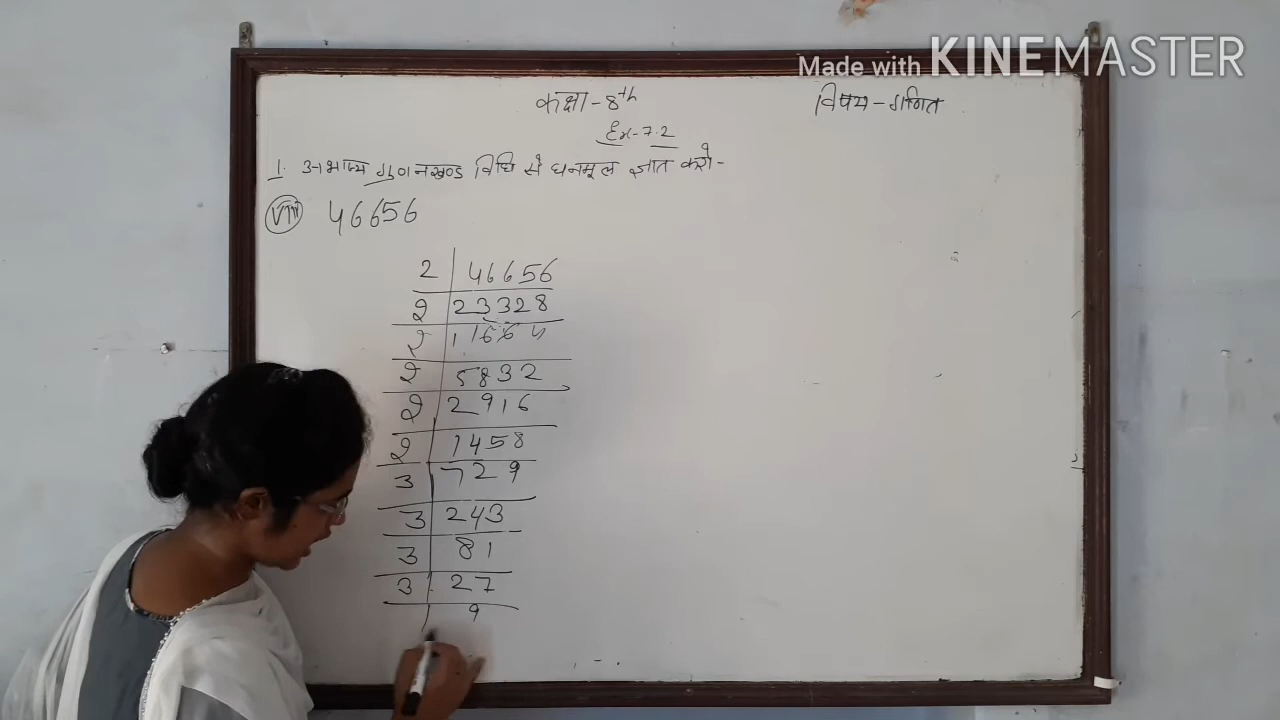 Made with KINEMASTER
कक्षा - 8th विषय - गणित
Ex - 7.2
1. अभाज्य गुणनखण्ड विधि से घनमूल ज्ञात करो -
VIII 46656
2 46656
2 23328
2 11664
2 5832
2 2916
2 1458
3 729
3 243
3 81
3 27
9